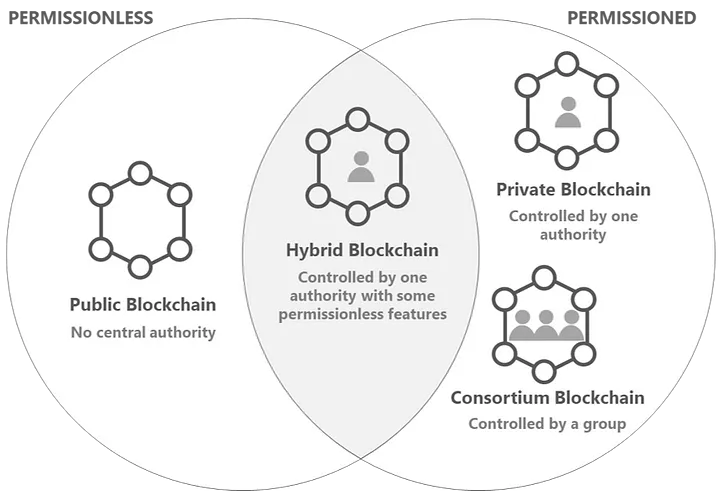 PERMISSIONLESS
PERMISSIONED
Public Blockchain
No central authority
Hybrid Blockchain
Controlled by one
authority with some
permissionless features
Private Blockchain
Controlled by one
authority
Consortium Blockchain
Controlled by a group